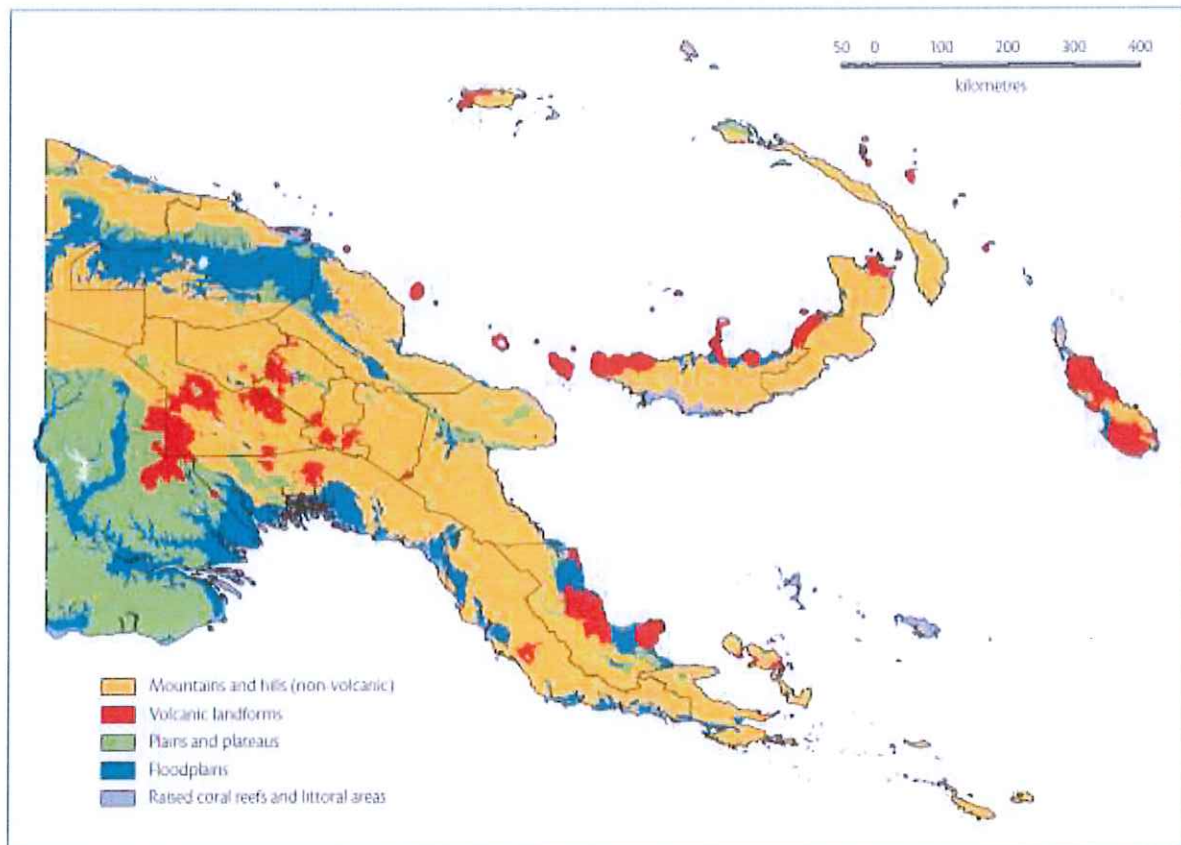 50 0 100 200 300 400
kilometres
Mountains and hills (non-volcanic)
Volcanic landforms
Plains and plateaus
Floodplains
Raised coral reefs and littoral areas